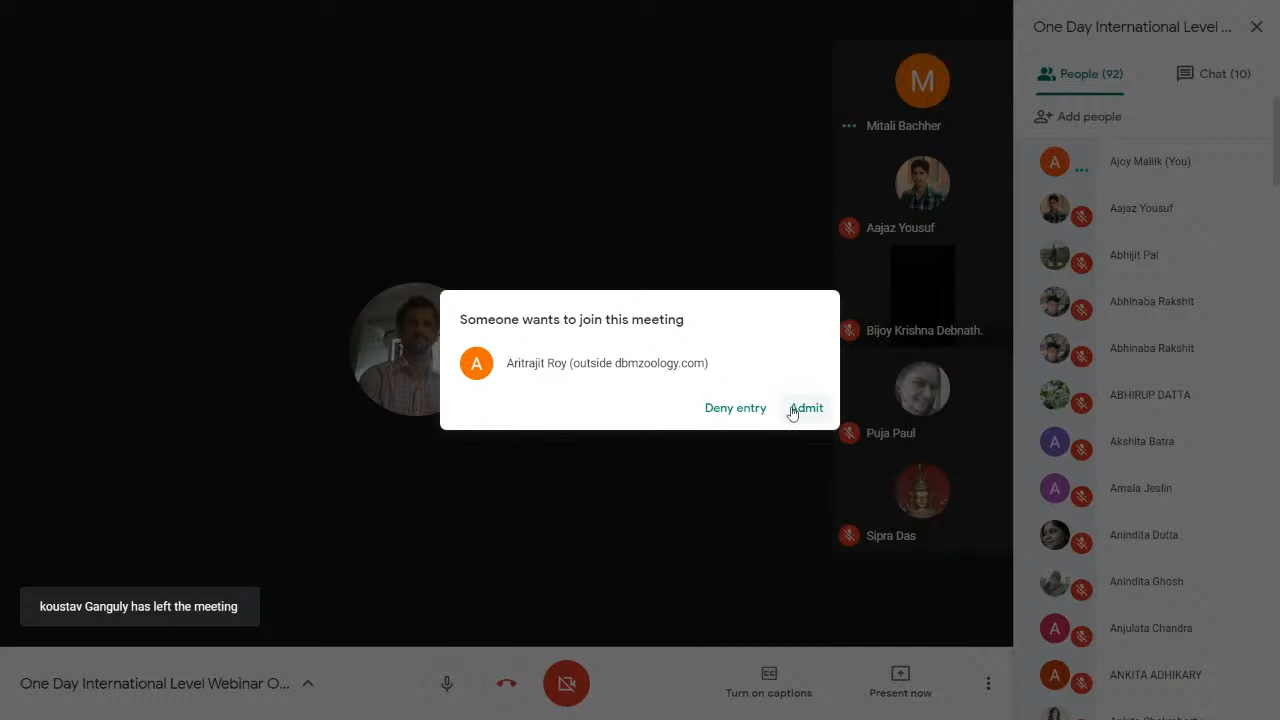 One Day International Level ...
People (92)
Chat (10)
Add people
M
Mitali Bachher
Aajaz Yousuf
Bijoy Krishna Debnath.
Puja Paul
Sipra Das
Someone wants to join this meeting
A
Aritrajit Roy (outside dbmzoology.com)
Deny entry
Admit
koustav Ganguly has left the meeting
A
Ajoy Mallik (You)
Aajaz Yousuf
Abhijit Pal
Abhinaba Rakshit
Abhinaba Rakshit
ABHIRUP DATTA
A
Akshita Batra
A
Amala Jeslin
Anindita Dutta
Anindita Ghosh
A
Anjulata Chandra
A
ANKITA ADHIKARY
One Day International Level Webinar O...
Turn on captions
Present now